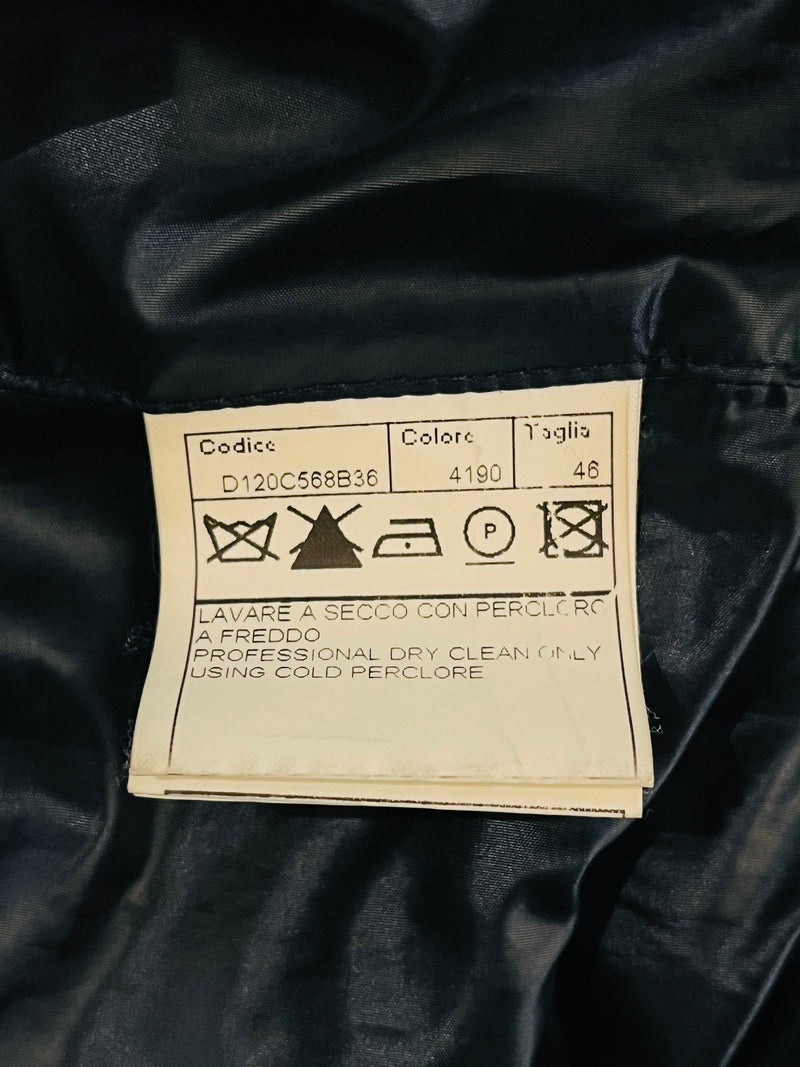 Codice Colore Taglia
D120C568B36 4190 46
P
LAVARE A SECCO CON PERCLORO
A FREDDO
PROFESSIONAL DRY CLEAN ONLY
USING COLD PERCLORE